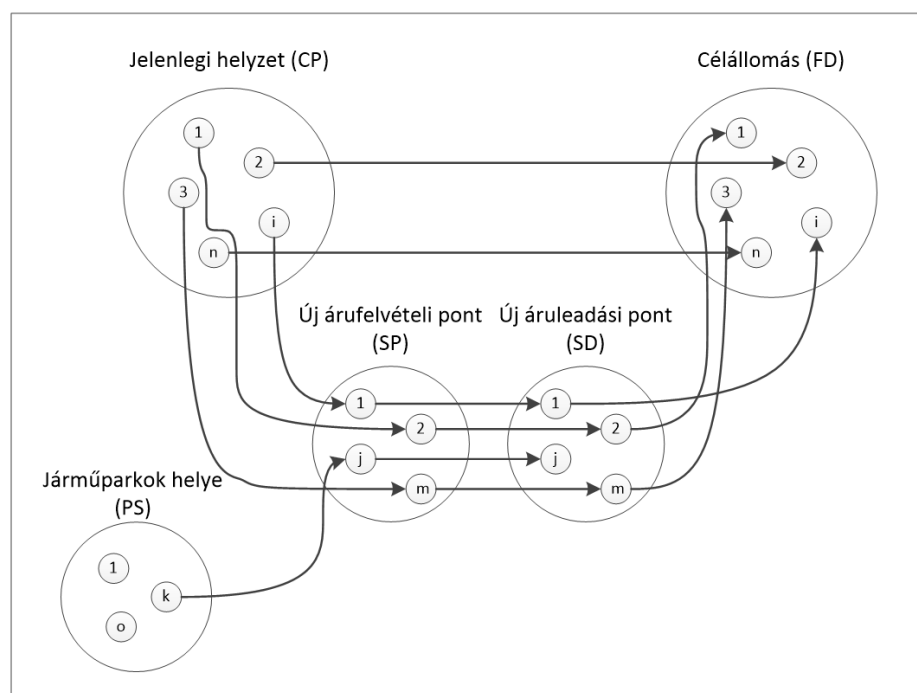 Jelenlegi helyzet (CP)
Célállomás (FD)
1
2
3
i
n
1
2
3
i
n
Új árufelvételi pont
(SP)
Új áruleadási pont
(SD)
1
2
j
m
1
2
j
m
Járműparkok helye
(PS)
1
k
o